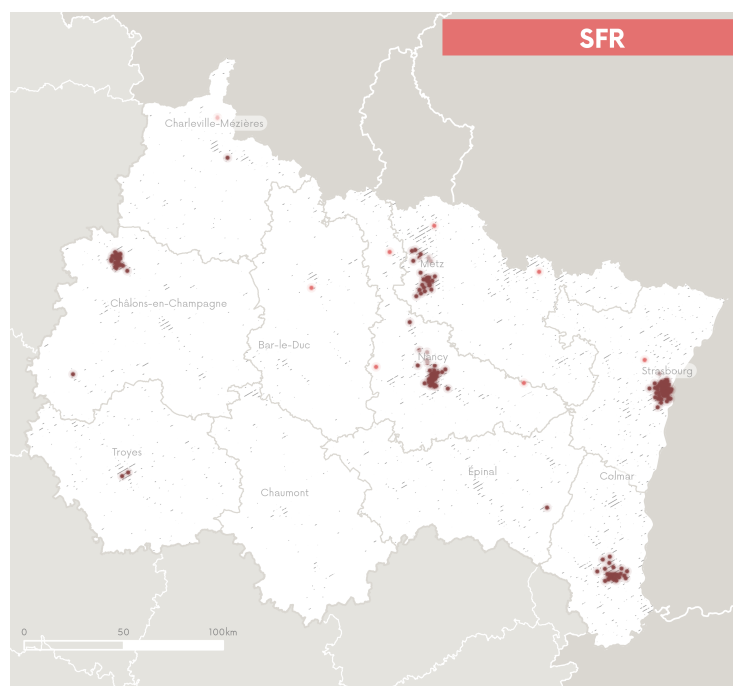 SFR
Charleville-Mézières
Metz
Châlons-en-Champagne
Bar-le-Duc
Nancy
Strasbourg
Troyes
Épinal
Colmar
Chaumont
0 50 100km